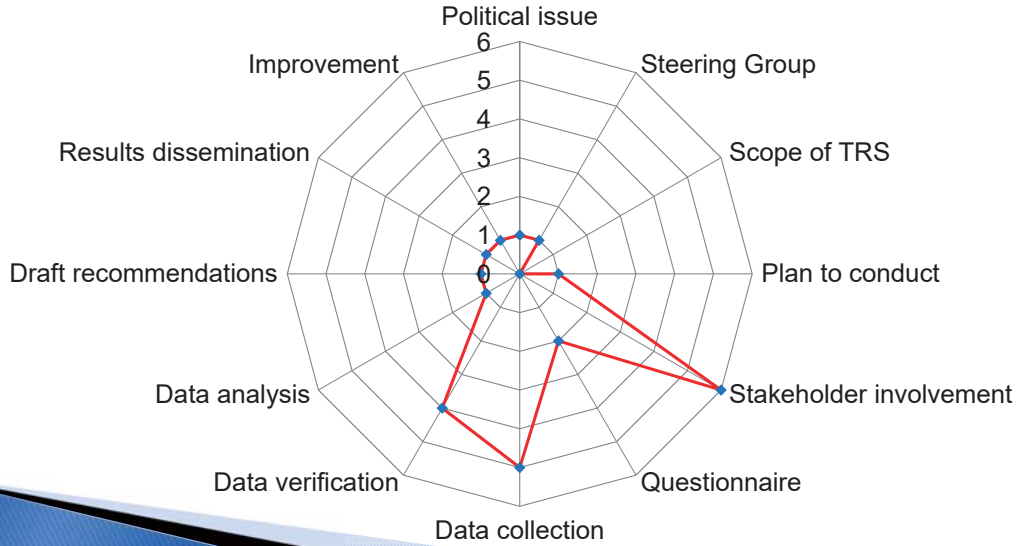 Political issue
6
Improvement
Steering Group
5
4
Results dissemination
Scope of TRS
3
2
1
Draft recommendations
0
Plan to conduct
Data analysis
Stakeholder involvement
Data verification
Questionnaire
Data collection